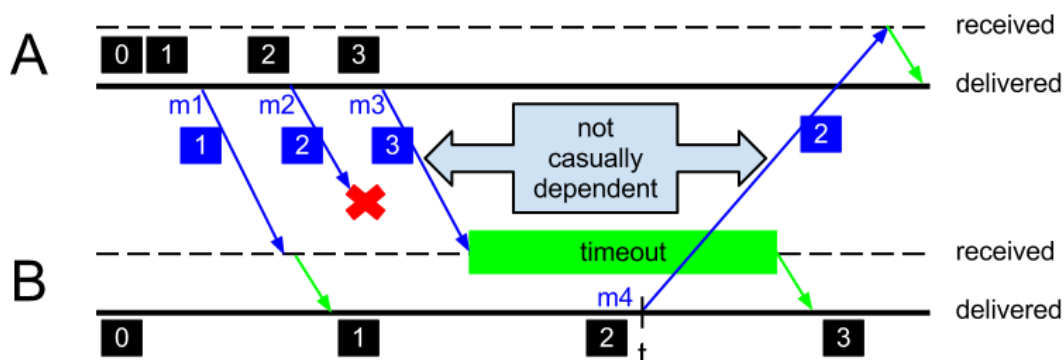 received
A
0 1 2 3
delivered
m1 m2 m3
1 2 3
not
casually
dependent
2
timeout
received
B
m4
delivered
0 1 2 t 3